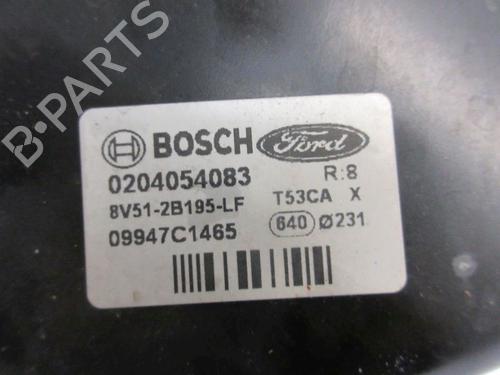 B-PARTS
BOSCH Ford
0204054083 R:8
8V51-2B195-LF T53CA X
09947C1465 640 Ø231